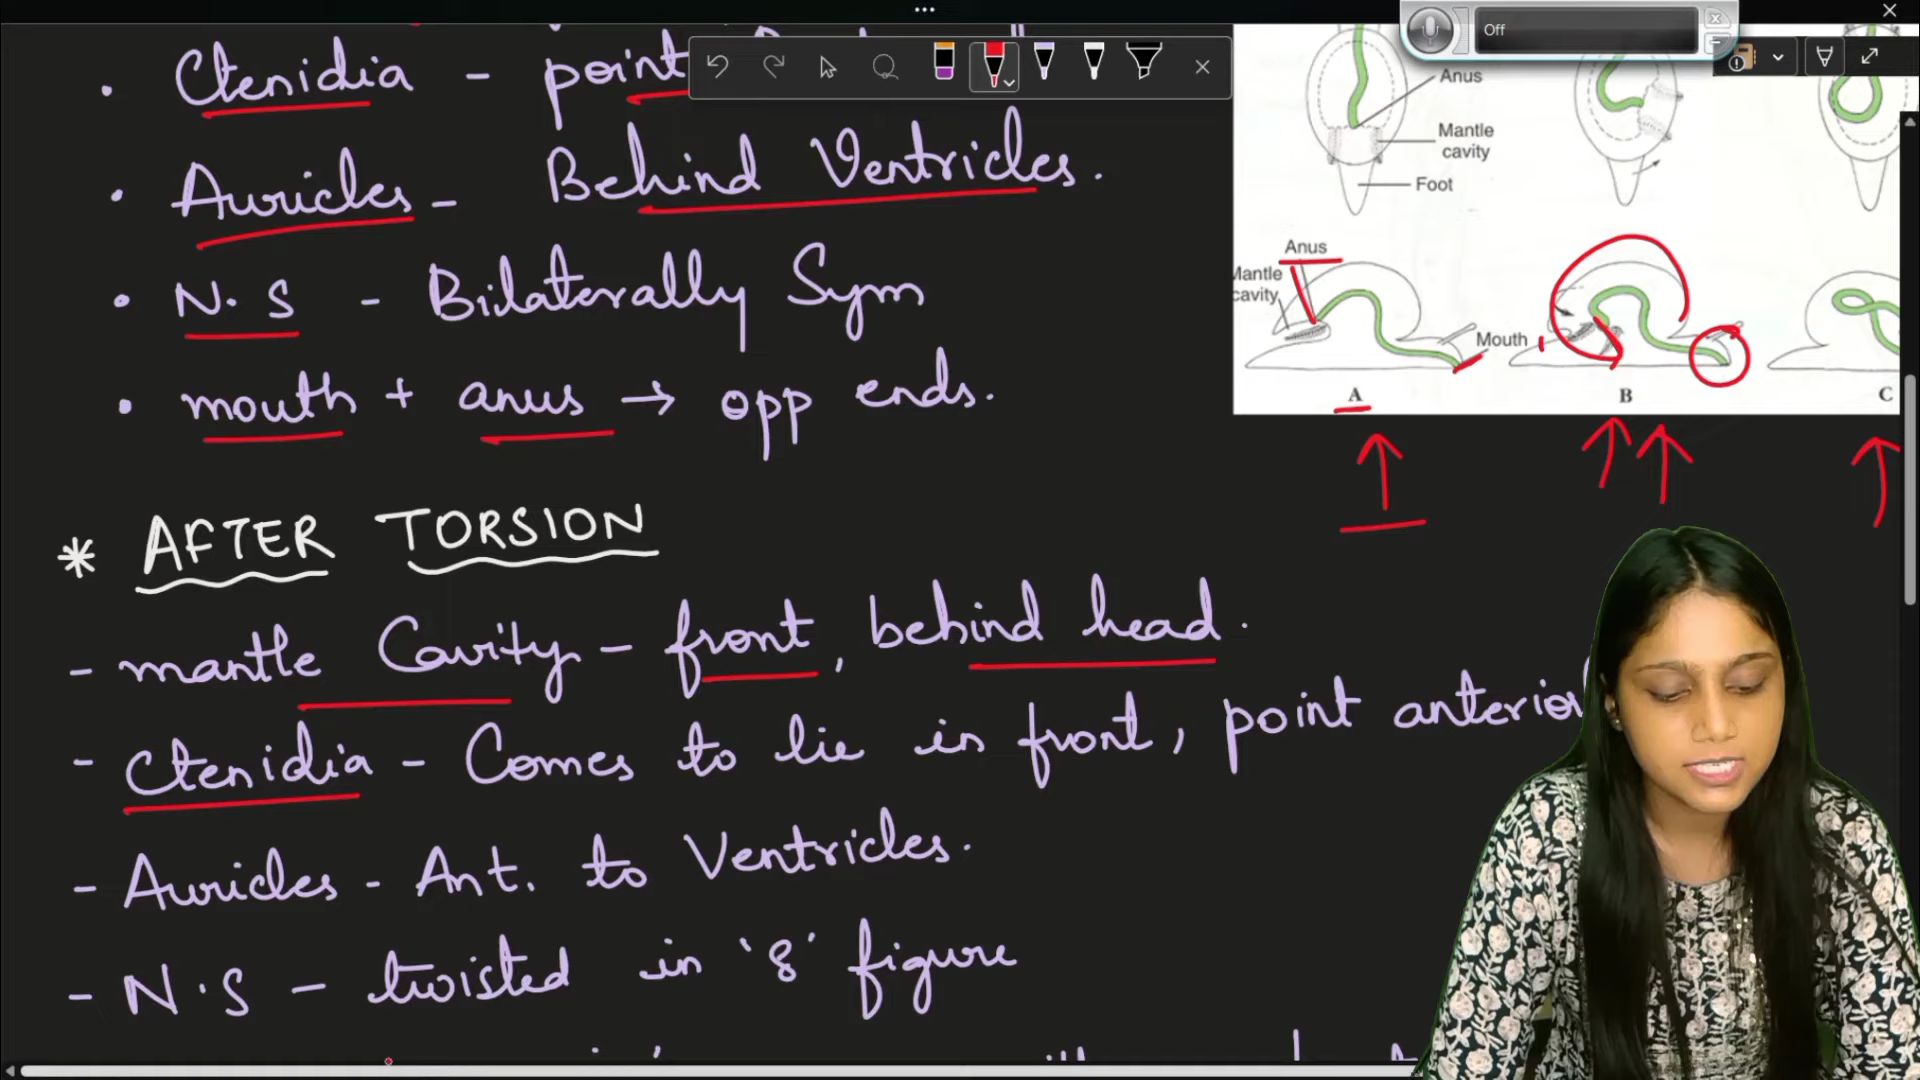 Off
• Ctenidia - point
• Auricles - Behind Ventricles.
• N.S - Bilaterally Sym
• mouth + anus → opp ends.
Anus
Mantle cavity
Foot
Anus
Mantle cavity
Mouth
A
B
C
* AFTER TORSION
- mantle Cavity - front, behind head.
- Ctenidia - Comes to lie in front, point anterior
- Auricles - Ant. to Ventricles.
- N.S - twisted in '8' figure